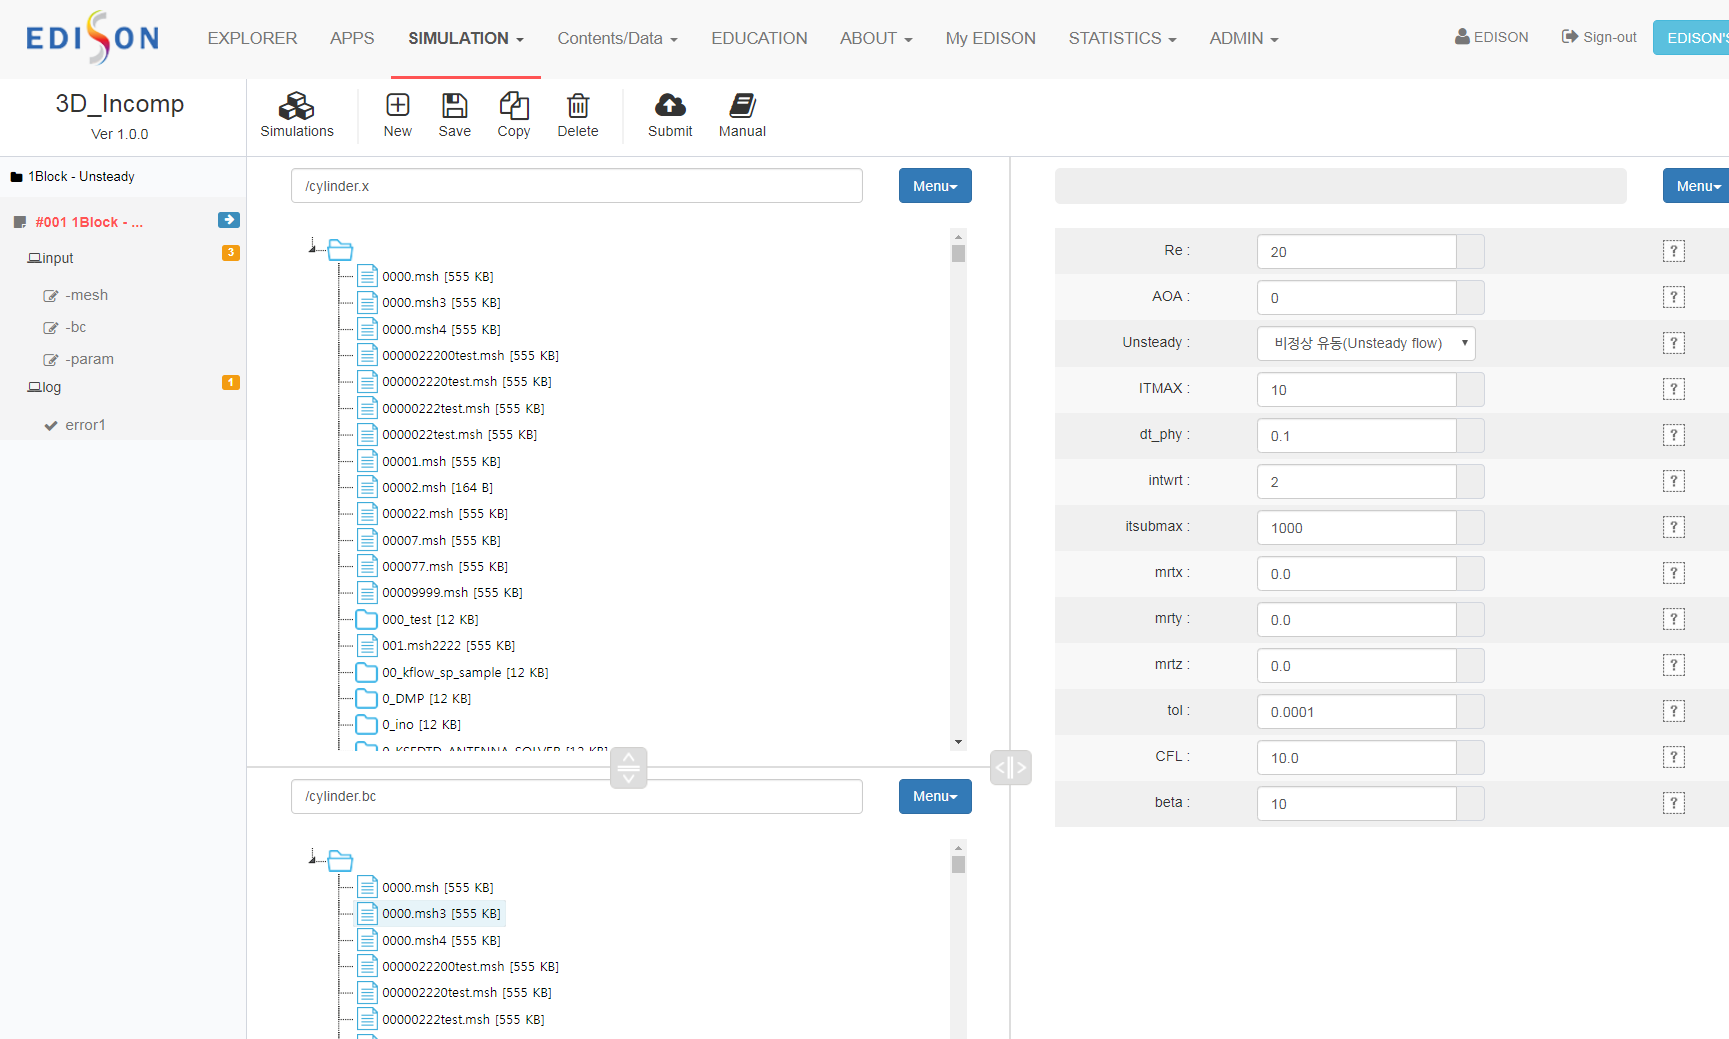 EDISON
EXPLORER
APPS
SIMULATION
Contents/Data
EDUCATION
ABOUT
My EDISON
STATISTICS
ADMIN
EDISON
Sign-out
EDISON'S
3D_Incomp
Ver 1.0.0
Simulations
New
Save
Copy
Delete
Submit
Manual
1Block - Unsteady
#001 1Block - ...
input
3
-mesh
-bc
-param
log
1
error1
/cylinder.x
Menu
0000.msh [555 KB]
0000.msh3 [555 KB]
0000.msh4 [555 KB]
0000022200test.msh [555 KB]
000002220test.msh [555 KB]
00000222test.msh [555 KB]
0000022test.msh [555 KB]
00001.msh [555 KB]
00002.msh [164 B]
000022.msh [555 KB]
00007.msh [555 KB]
000077.msh [555 KB]
00009999.msh [555 KB]
000_test [12 KB]
001.msh2222 [555 KB]
00_kflow_sp_sample [12 KB]
0_DMP [12 KB]
0_ino [12 KB]
0_KSFDTD_ANTENNA_SOLVER [12 KB]
/cylinder.bc
Menu
0000.msh [555 KB]
0000.msh3 [555 KB]
0000.msh4 [555 KB]
0000022200test.msh [555 KB]
000002220test.msh [555 KB]
00000222test.msh [555 KB]
Menu
Re : 20 ?
AOA : 0 ?
Unsteady : 비정상 유동(Unsteady flow) ?
ITMAX : 10 ?
dt_phy : 0.1 ?
intwrt : 2 ?
itsubmax : 1000 ?
mrtx : 0.0 ?
mrty : 0.0 ?
mrtz : 0.0 ?
tol : 0.0001 ?
CFL : 10.0 ?
beta : 10 ?